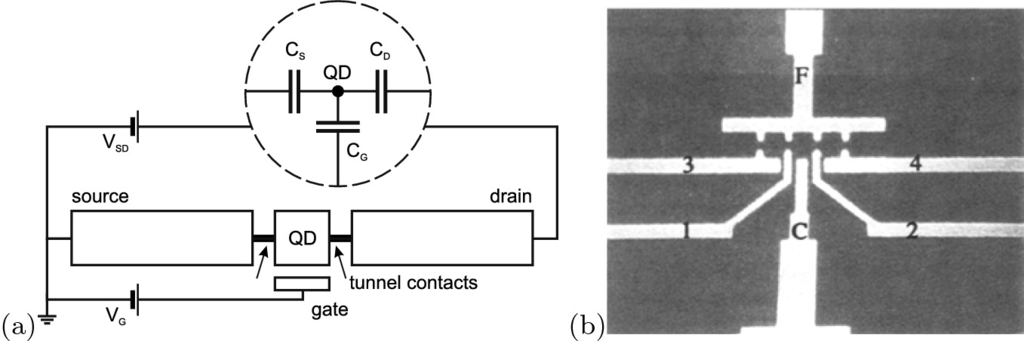 C_S
C_D
QD
C_G
V_SD
source
drain
QD
tunnel contacts
gate
V_G
(a)
F
3
4
1
C
2
(b)